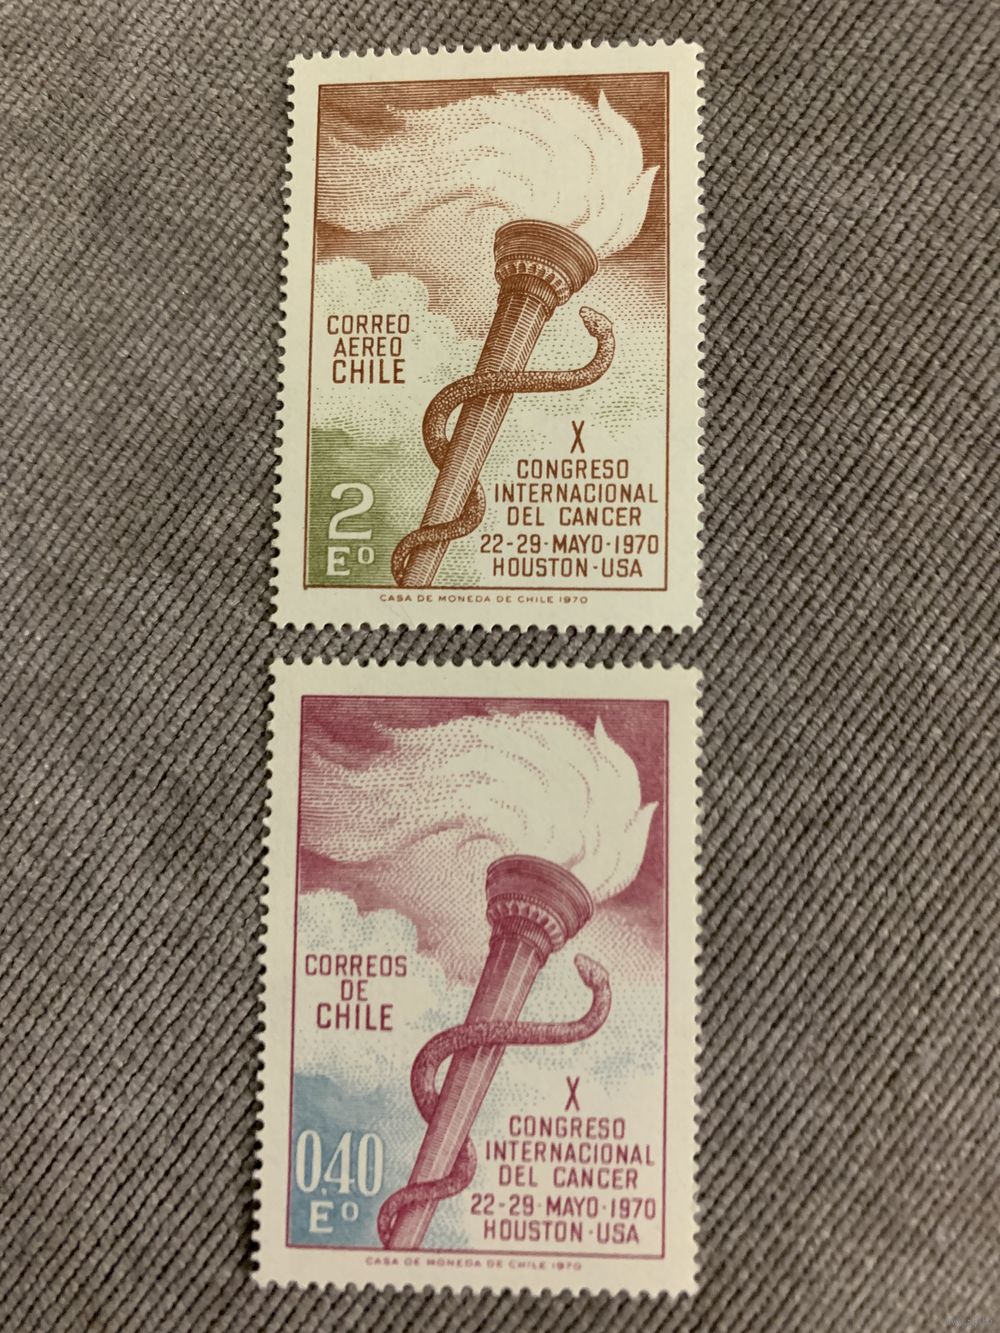 CORREO
AEREO
CHILE
X
CONGRESO
INTERNACIONAL
DEL CANCER
22-29·MAYO·1970
HOUSTON·USA
2
Eº
CASA DE MONEDA DE CHILE 1970
CORREOS
DE
CHILE
X
CONGRESO
INTERNACIONAL
DEL CANCER
22-29·MAYO·1970
HOUSTON·USA
0,40
Eº
CASA DE MONEDA DE CHILE 1970